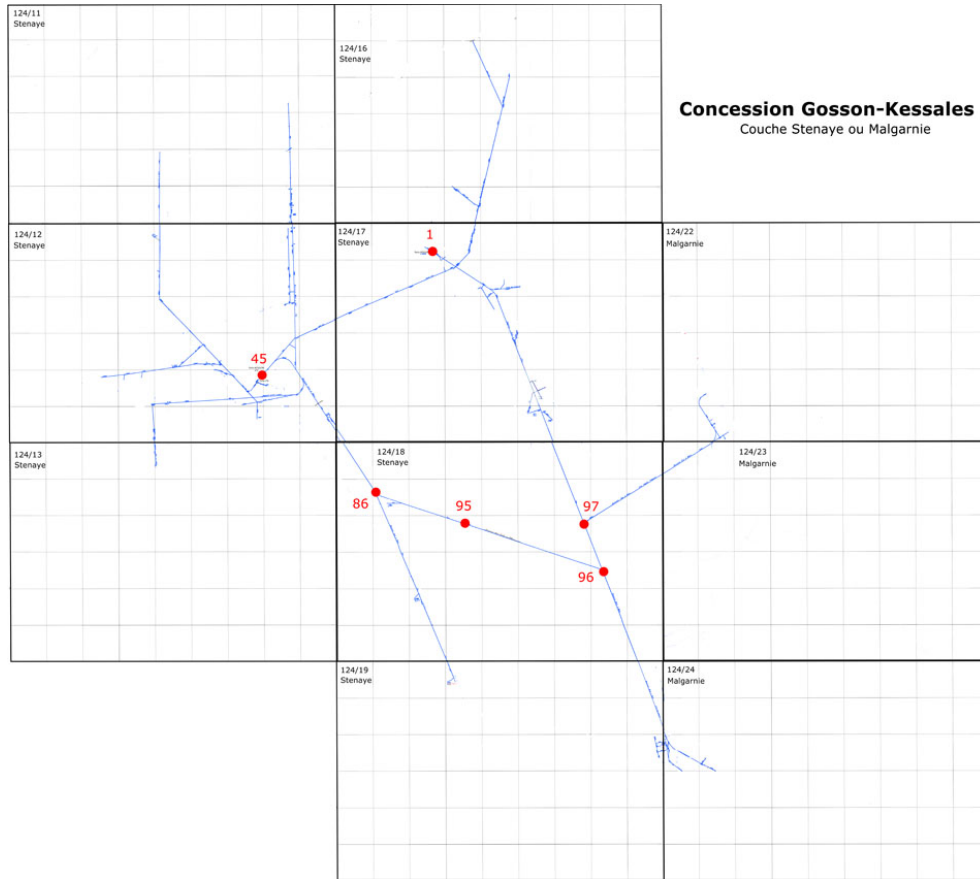 124/11
Stenaye
124/16
Stenaye
Concession Gosson-Kessales
Couche Stenaye ou Malgarnie
124/12
Stenaye
124/17
Stenaye
1
124/22
Malgarnie
45
124/13
Stenaye
124/18
Stenaye
124/23
Malgarnie
86
95
97
96
124/19
Stenaye
124/24
Malgarnie